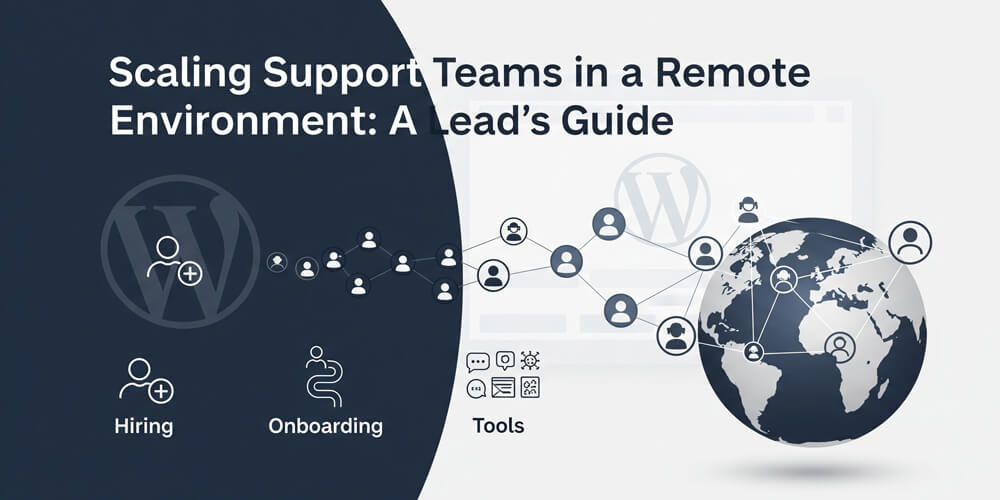 Scaling Support Teams in a Remote
Environment: A Lead's Guide
Hiring
Onboarding
Tools